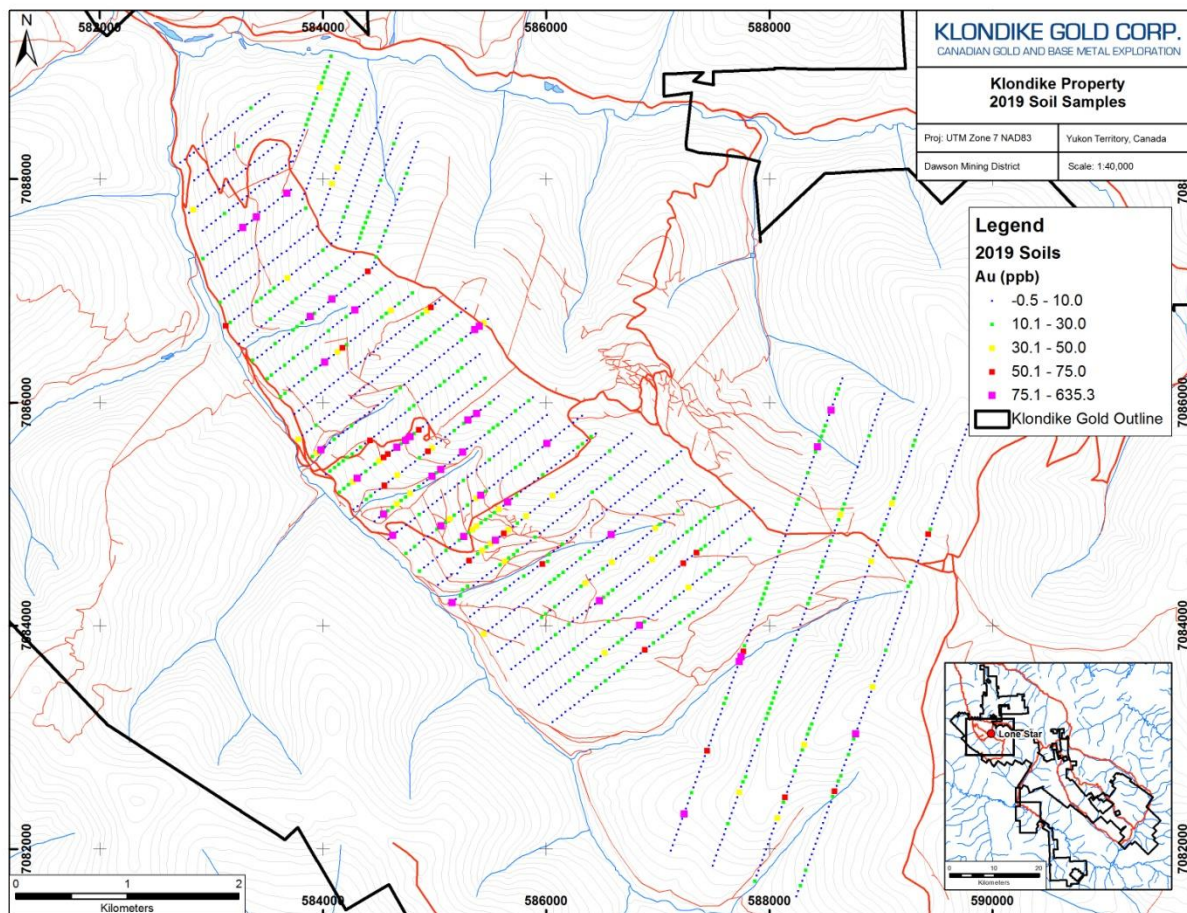 582000
584000
586000
588000
N
KLONDIKE GOLD CORP.
CANADIAN GOLD AND BASE METAL EXPLORATION
Klondike Property
2019 Soil Samples
Proj: UTM Zone 7 NAD83
Yukon Territory, Canada
Dawson Mining District
Scale: 1:40,000
7088000
7088
Legend
2019 Soils
Au (ppb)
-0.5 - 10.0
10.1 - 30.0
30.1 - 50.0
50.1 - 75.0
75.1 - 635.3
Klondike Gold Outline
7086000
7086000
7084000
7084000
Lone Star
7082000
7082000
0 10 20
Kilometers
0 1 2
Kilometers
584000
586000
588000
590000